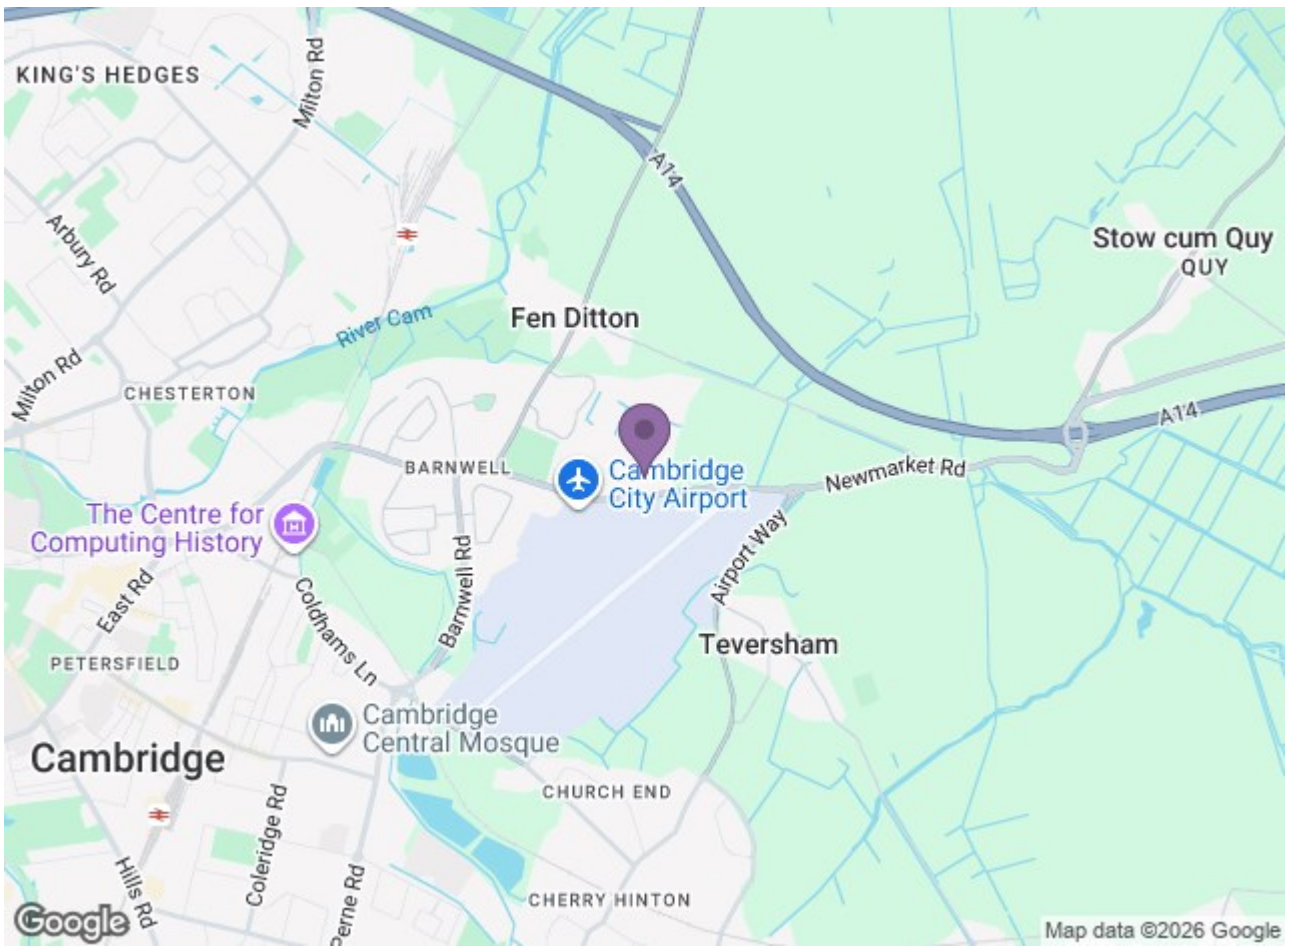 KING'S HEDGES
Milton Rd
A14
Arbury Rd
Stow cum Quy
QUY
River Cam
Fen Ditton
Milton Rd
CHESTERTON
A14
BARNWELL
Cambridge
City Airport
Newmarket Rd
The Centre for
Computing History
Airport Way
East Rd
Coldhams Ln
Barnwell Rd
Teversham
PETERSFIELD
Cambridge
Central Mosque
Cambridge
CHURCH END
Coleridge Rd
Hills Rd
Perne Rd
CHERRY HINTON
Google
Map data ©2026 Google